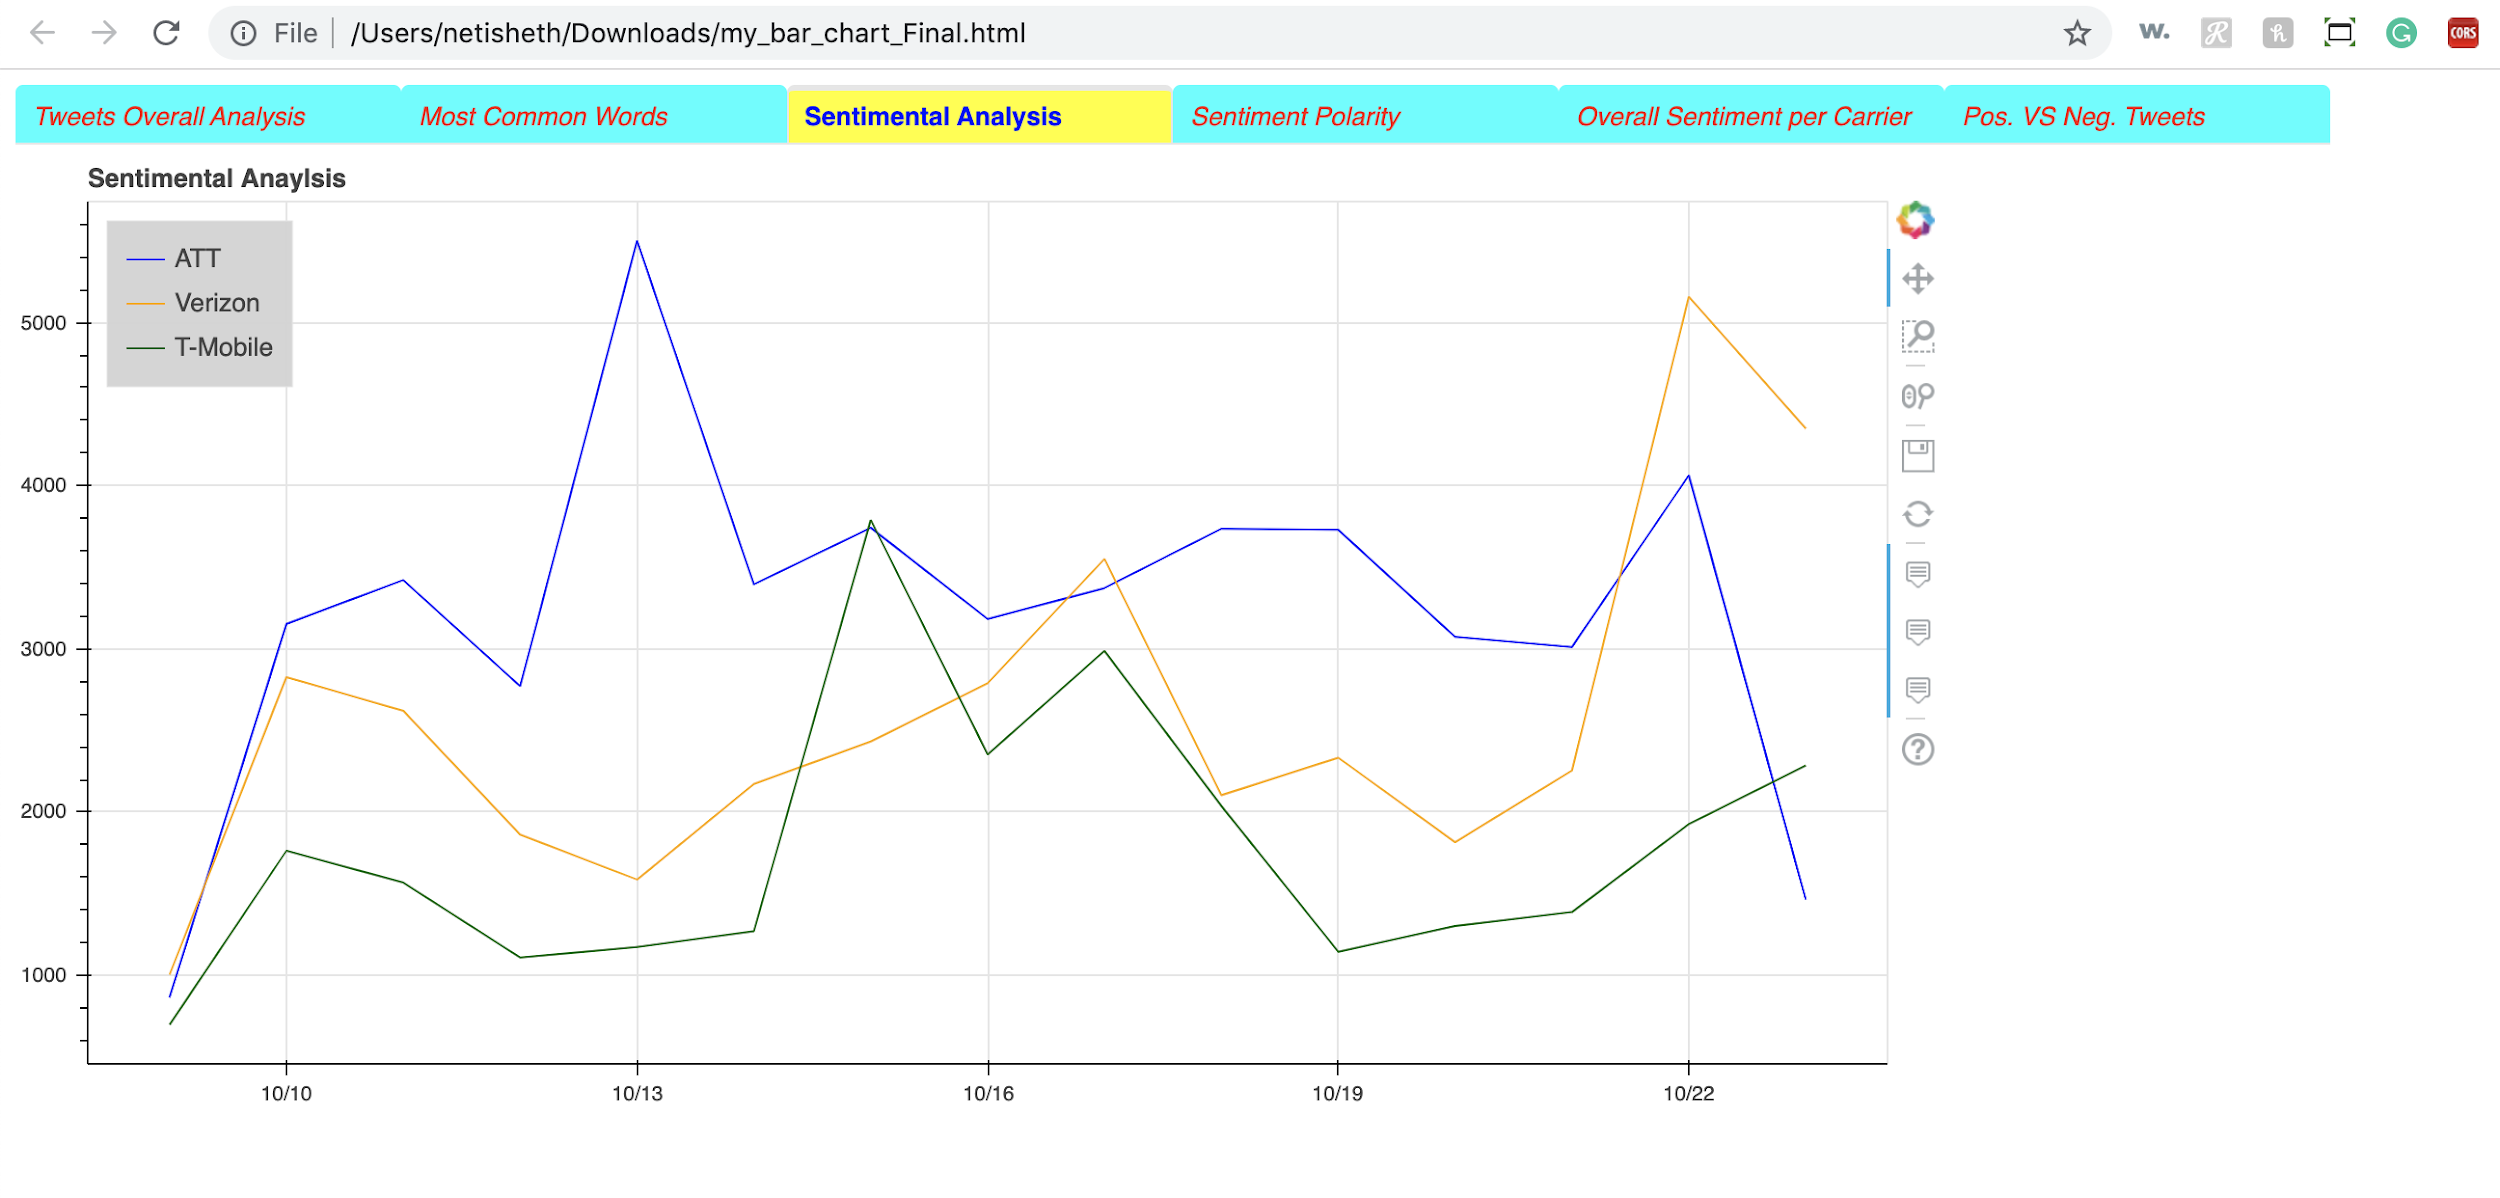 File | /Users/netisheth/Downloads/my_bar_chart_Final.html
w.
R
h
G
CORS
Tweets Overall Analysis
Most Common Words
Sentimental Analysis
Sentiment Polarity
Overall Sentiment per Carrier
Pos. VS Neg. Tweets
Sentimental Anaylsis
ATT
Verizon
T-Mobile
5000
4000
3000
2000
1000
10/10
10/13
10/16
10/19
10/22